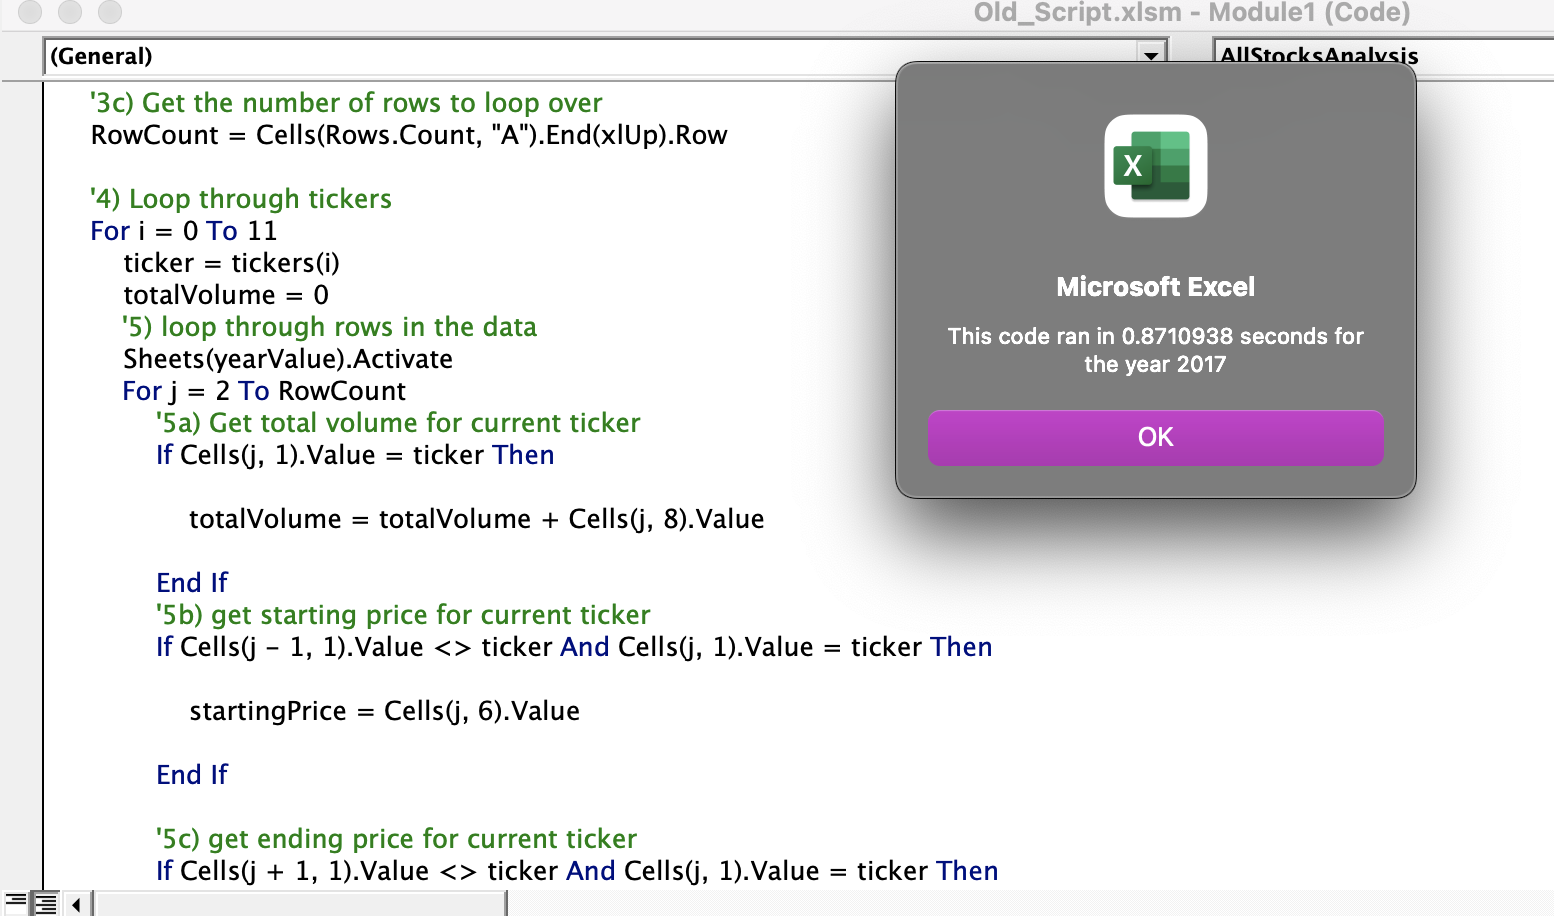 Old_Script.xlsm - Module1 (Code)
(General)
AllStocksAnalysis
'3c) Get the number of rows to loop over
RowCount = Cells(Rows.Count, "A").End(xlUp).Row
'4) Loop through tickers
For i = 0 To 11
ticker = tickers(i)
totalVolume = 0
'5) loop through rows in the data
Sheets(yearValue).Activate
For j = 2 To RowCount
'5a) Get total volume for current ticker
If Cells(j, 1).Value = ticker Then
totalVolume = totalVolume + Cells(j, 8).Value
End If
'5b) get starting price for current ticker
If Cells(j - 1, 1).Value <> ticker And Cells(j, 1).Value = ticker Then
startingPrice = Cells(j, 6).Value
End If
'5c) get ending price for current ticker
If Cells(j + 1, 1).Value <> ticker And Cells(j, 1).Value = ticker Then
X
Microsoft Excel
This code ran in 0.8710938 seconds for
the year 2017
OK